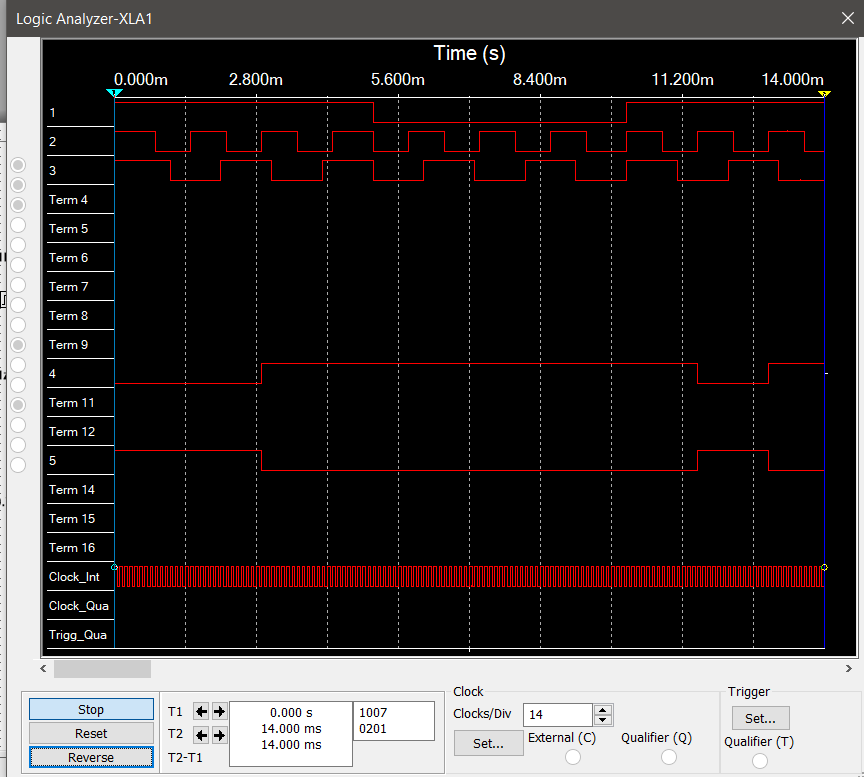 Logic Analyzer-XLA1
Time (s)
0.000m 2.800m 5.600m 8.400m 11.200m 14.000m
1
2
3
Term 4
Term 5
Term 6
Term 7
Term 8
Term 9
4
Term 11
Term 12
5
Term 14
Term 15
Term 16
Clock_Int
Clock_Qua
Trigg_Qua
Stop
Reset
Reverse
T1
T2
T2-T1
0.000 s
14.000 ms
14.000 ms
1007
0201
Clock
Clocks/Div 14
Set...
External (C)
Qualifier (Q)
Trigger
Set...
Qualifier (T)